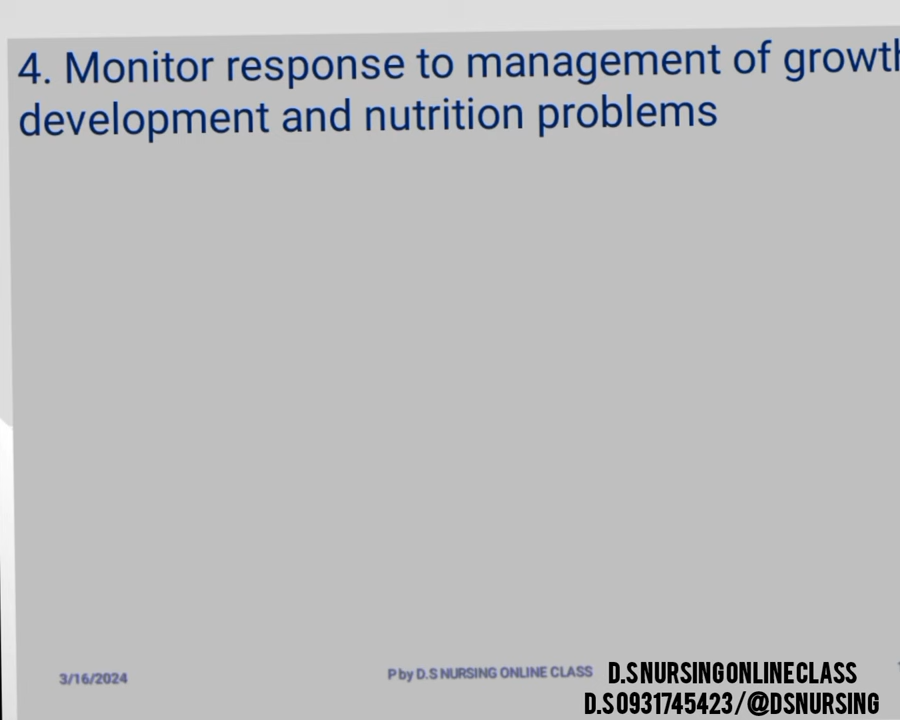 4. Monitor response to management of growth
development and nutrition problems
3/16/2024
P by D.S NURSING ONLINE CLASS
D.S NURSING ONLINE CLASS
D.S 0931745423 / @DSNURSING